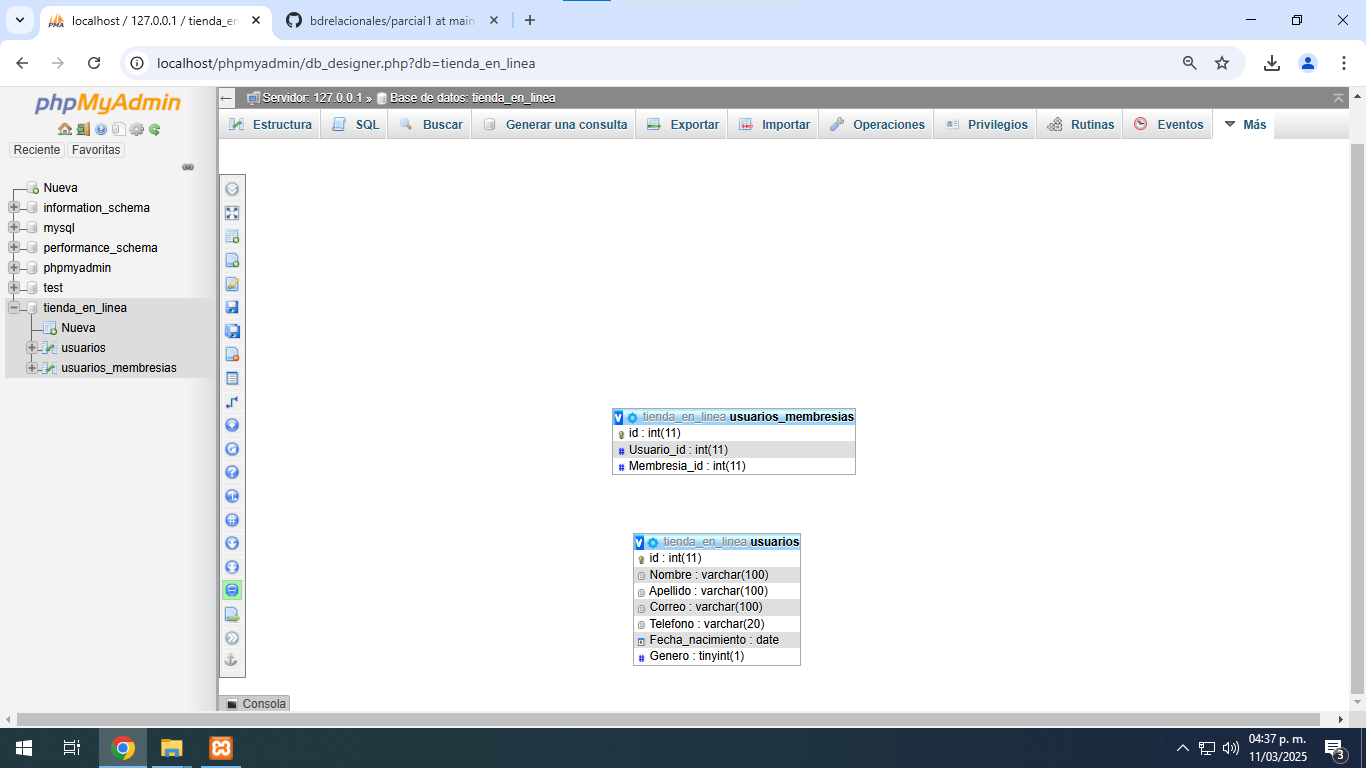 localhost / 127.0.0.1 / tienda_en
bdrelacionales/parcial1 at main
localhost/phpmyadmin/db_designer.php?db=tienda_en_linea
phpMyAdmin
Reciente Favoritas
Nueva
information_schema
mysql
performance_schema
phpmyadmin
test
tienda_en_linea
Nueva
usuarios
usuarios_membresias
Servidor: 127.0.0.1 » Base de datos: tienda_en_linea
Estructura SQL Buscar Generar una consulta Exportar Importar Operaciones Privilegios Rutinas Eventos Más
tienda_en_linea usuarios_membresias
id : int(11)
Usuario_id : int(11)
Membresia_id : int(11)
tienda_en_linea usuarios
id : int(11)
Nombre : varchar(100)
Apellido : varchar(100)
Correo : varchar(100)
Telefono : varchar(20)
Fecha_nacimiento : date
Genero : tinyint(1)
Consola
04:37 p. m.
11/03/2025
3